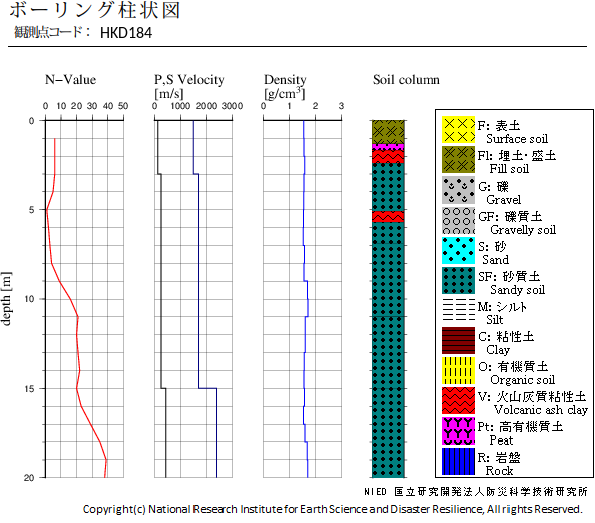 ボーリング柱状図
観測点コード： HKD184
N-Value
0 10 20 30 40 50
P,S Velocity
[m/s]
0 1000 2000 3000
Density
[g/cm3]
0 1 2 3
Soil column
depth [m]
0
5
10
15
20
F: 表土
Surface soil
Fl: 埋土・盛土
Fill soil
G: 礫
Gravel
GF: 礫質土
Gravelly soil
S: 砂
Sand
SF: 砂質土
Sandy soil
M: シルト
Silt
C: 粘性土
Clay
O: 有機質土
Organic soil
V: 火山灰質粘性土
Volcanic ash clay
Pt: 高有機質土
Peat
R: 岩盤
Rock
NIED 国立研究開発法人防災科学技術研究所
Copyright(c) National Research Institute for Earth Science and Disaster Resilience, All rights Reserved.